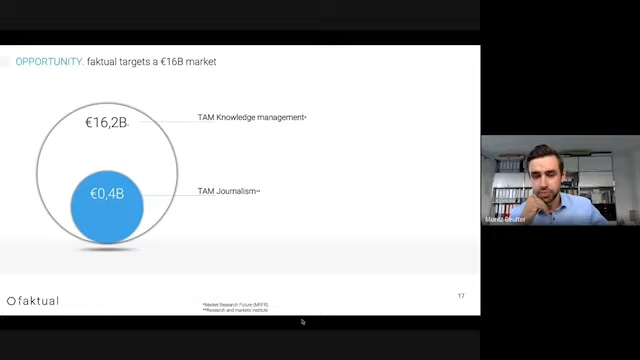 OPPORTUNITY. faktual targets a €16B market
€16,2B
TAM Knowledge management*
€0,4B
TAM Journalism**
faktual
*Market Research Future (MRFR)
**Research and markets institute
17
Moritz Beutter